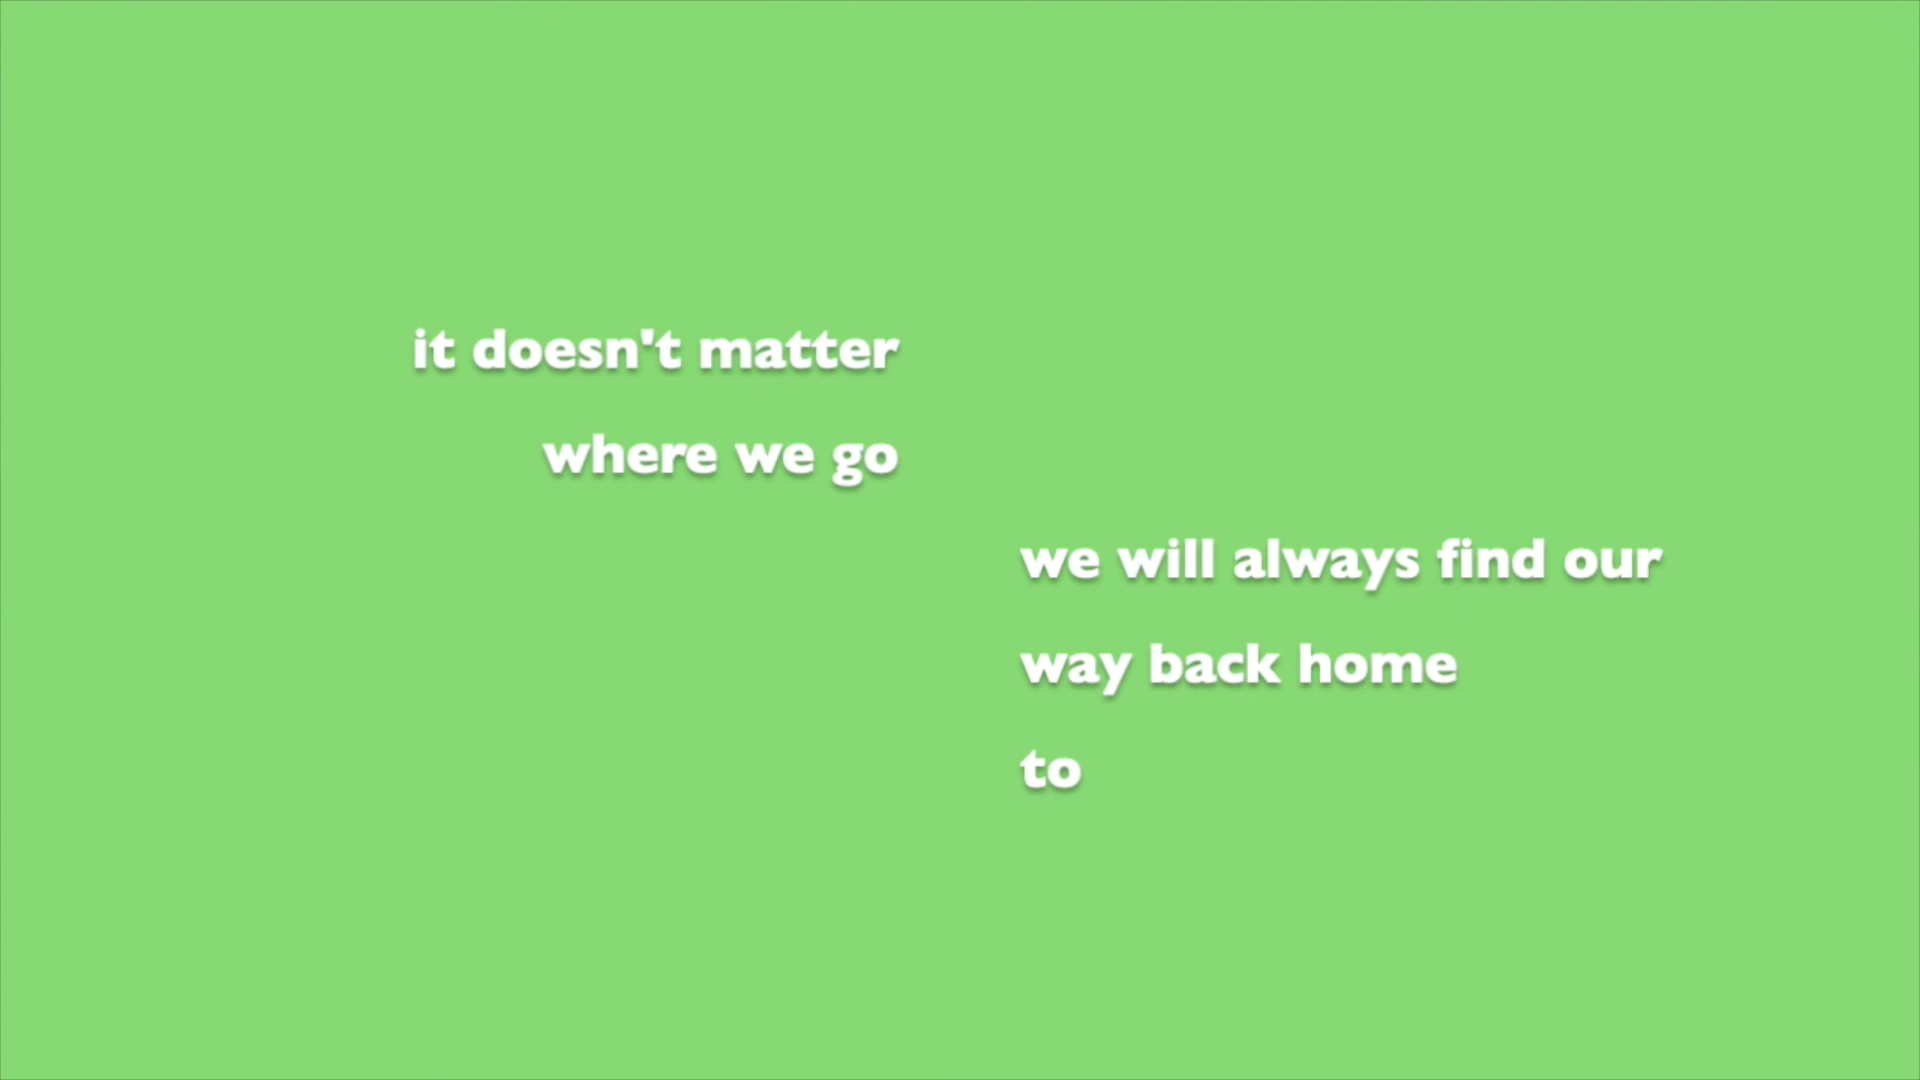 it doesn't matter
where we go
we will always find our
way back home
to